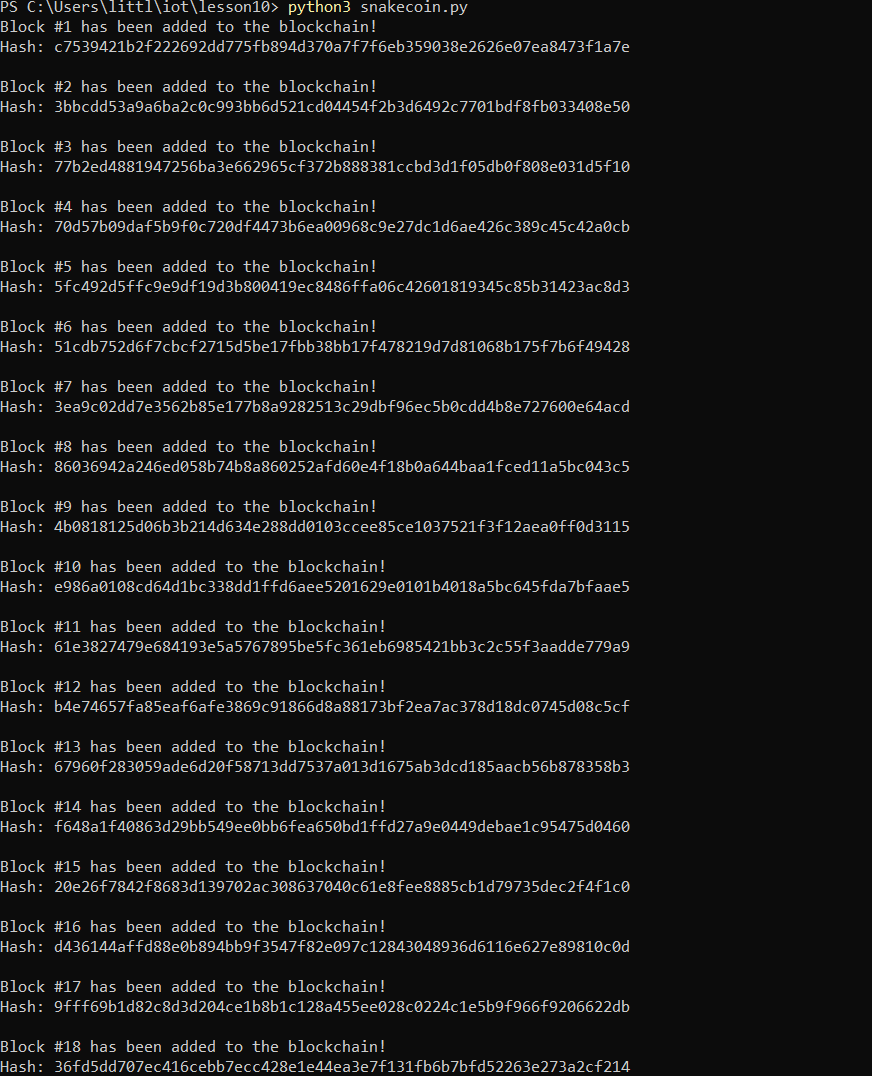 PS C:\Users\littl\iot\lesson10> python3 snakecoin.py
Block #1 has been added to the blockchain!
Hash: c7539421b2f222692dd775fb894d370a7f7f6eb359038e2626e07ea8473f1a7e
Block #2 has been added to the blockchain!
Hash: 3bbcdd53a9a6ba2c0c993bb6d521cd04454f2b3d6492c7701bdf8fb033408e50
Block #3 has been added to the blockchain!
Hash: 77b2ed4881947256ba3e662965cf372b888381ccbd3d1f05db0f808e031d5f10
Block #4 has been added to the blockchain!
Hash: 70d57b09daf5b9f0c720df4473b6ea00968c9e27dc1d6ae426c389c45c42a0cb
Block #5 has been added to the blockchain!
Hash: 5fc492d5ffc9e9df19d3b800419ec8486ffa06c42601819345c85b31423ac8d3
Block #6 has been added to the blockchain!
Hash: 51cdb752d6f7cbcf2715d5be17fbb38bb17f478219d7d81068b175f7b6f49428
Block #7 has been added to the blockchain!
Hash: 3ea9c02dd7e3562b85e177b8a9282513c29dbf96ec5b0cdd4b8e727600e64acd
Block #8 has been added to the blockchain!
Hash: 86036942a246ed058b74b8a860252afd60e4f18b0a644baa1fced11a5bc043c5
Block #9 has been added to the blockchain!
Hash: 4b0818125d06b3b214d634e288dd0103ccee85ce1037521f3f12aea0ff0d3115
Block #10 has been added to the blockchain!
Hash: e986a0108cd64d1bc338dd1ffd6aee5201629e0101b4018a5bc645fda7bfaae5
Block #11 has been added to the blockchain!
Hash: 61e3827479e684193e5a5767895be5fc361eb6985421bb3c2c55f3aadde779a9
Block #12 has been added to the blockchain!
Hash: b4e74657fa85eaf6afe3869c91866d8a88173bf2ea7ac378d18dc0745d08c5cf
Block #13 has been added to the blockchain!
Hash: 67960f283059ade6d20f58713dd7537a013d1675ab3dcd185aacb56b878358b3
Block #14 has been added to the blockchain!
Hash: f648a1f40863d29bb549ee0bb6fea650bd1ffd27a9e0449debae1c95475d0460
Block #15 has been added to the blockchain!
Hash: 20e26f7842f8683d139702ac308637040c61e8fee8885cb1d79735dec2f4f1c0
Block #16 has been added to the blockchain!
Hash: d436144affd88e0b894bb9f3547f82e097c12843048936d6116e627e89810c0d
Block #17 has been added to the blockchain!
Hash: 9fff69b1d82c8d3d204ce1b8b1c128a455ee028c0224c1e5b9f966f9206622db
Block #18 has been added to the blockchain!
Hash: 36fd5dd707ec416cebb7ecc428e1e44ea3e7f131fb6b7bfd52263e273a2cf214